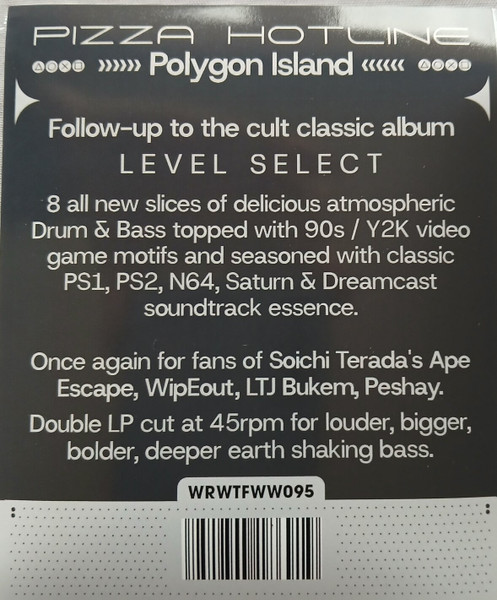 PIZZA HOTLINE
»»» Polygon Island «««
Follow-up to the cult classic album
LEVEL SELECT
8 all new slices of delicious atmospheric
Drum & Bass topped with 90s / Y2K video
game motifs and seasoned with classic
PS1, PS2, N64, Saturn & Dreamcast
soundtrack essence.
Once again for fans of Soichi Terada's Ape
Escape, WipEout, LTJ Bukem, Peshay.
Double LP cut at 45rpm for louder, bigger,
bolder, deeper earth shaking bass.
WRWTFWW095